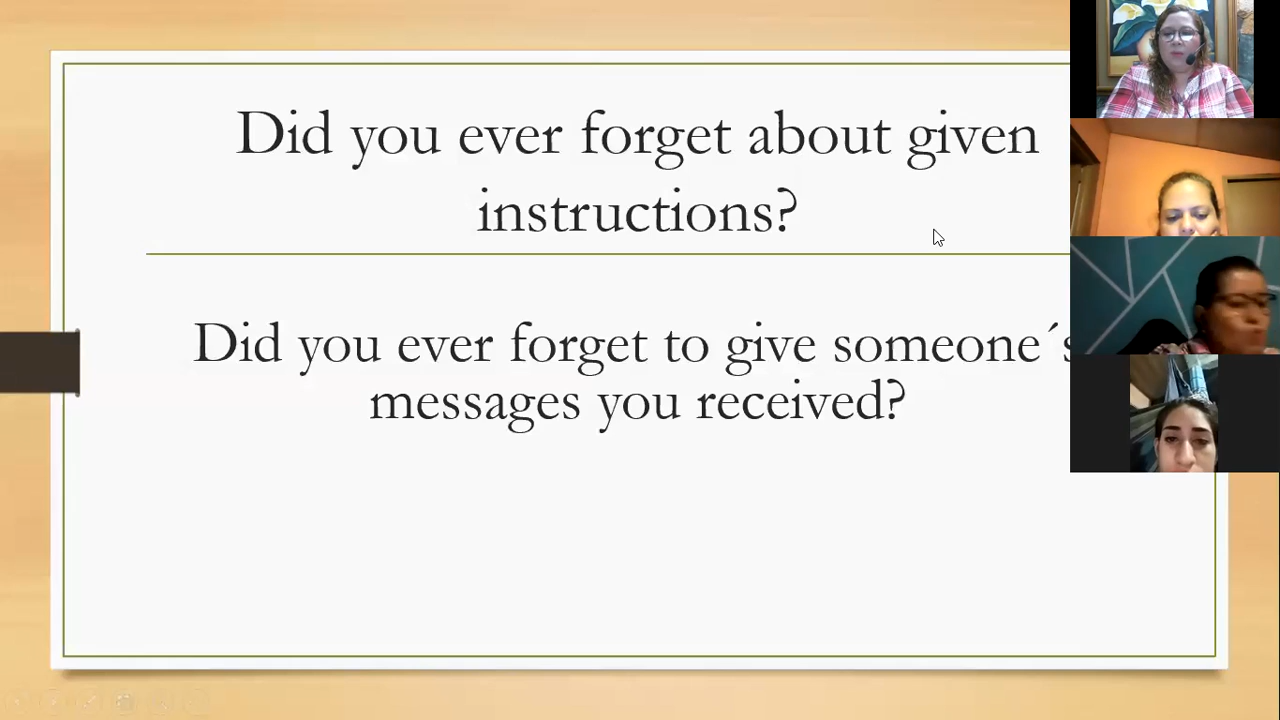 Did you ever forget about given
instructions?
Did you ever forget to give someone´s
messages you received?